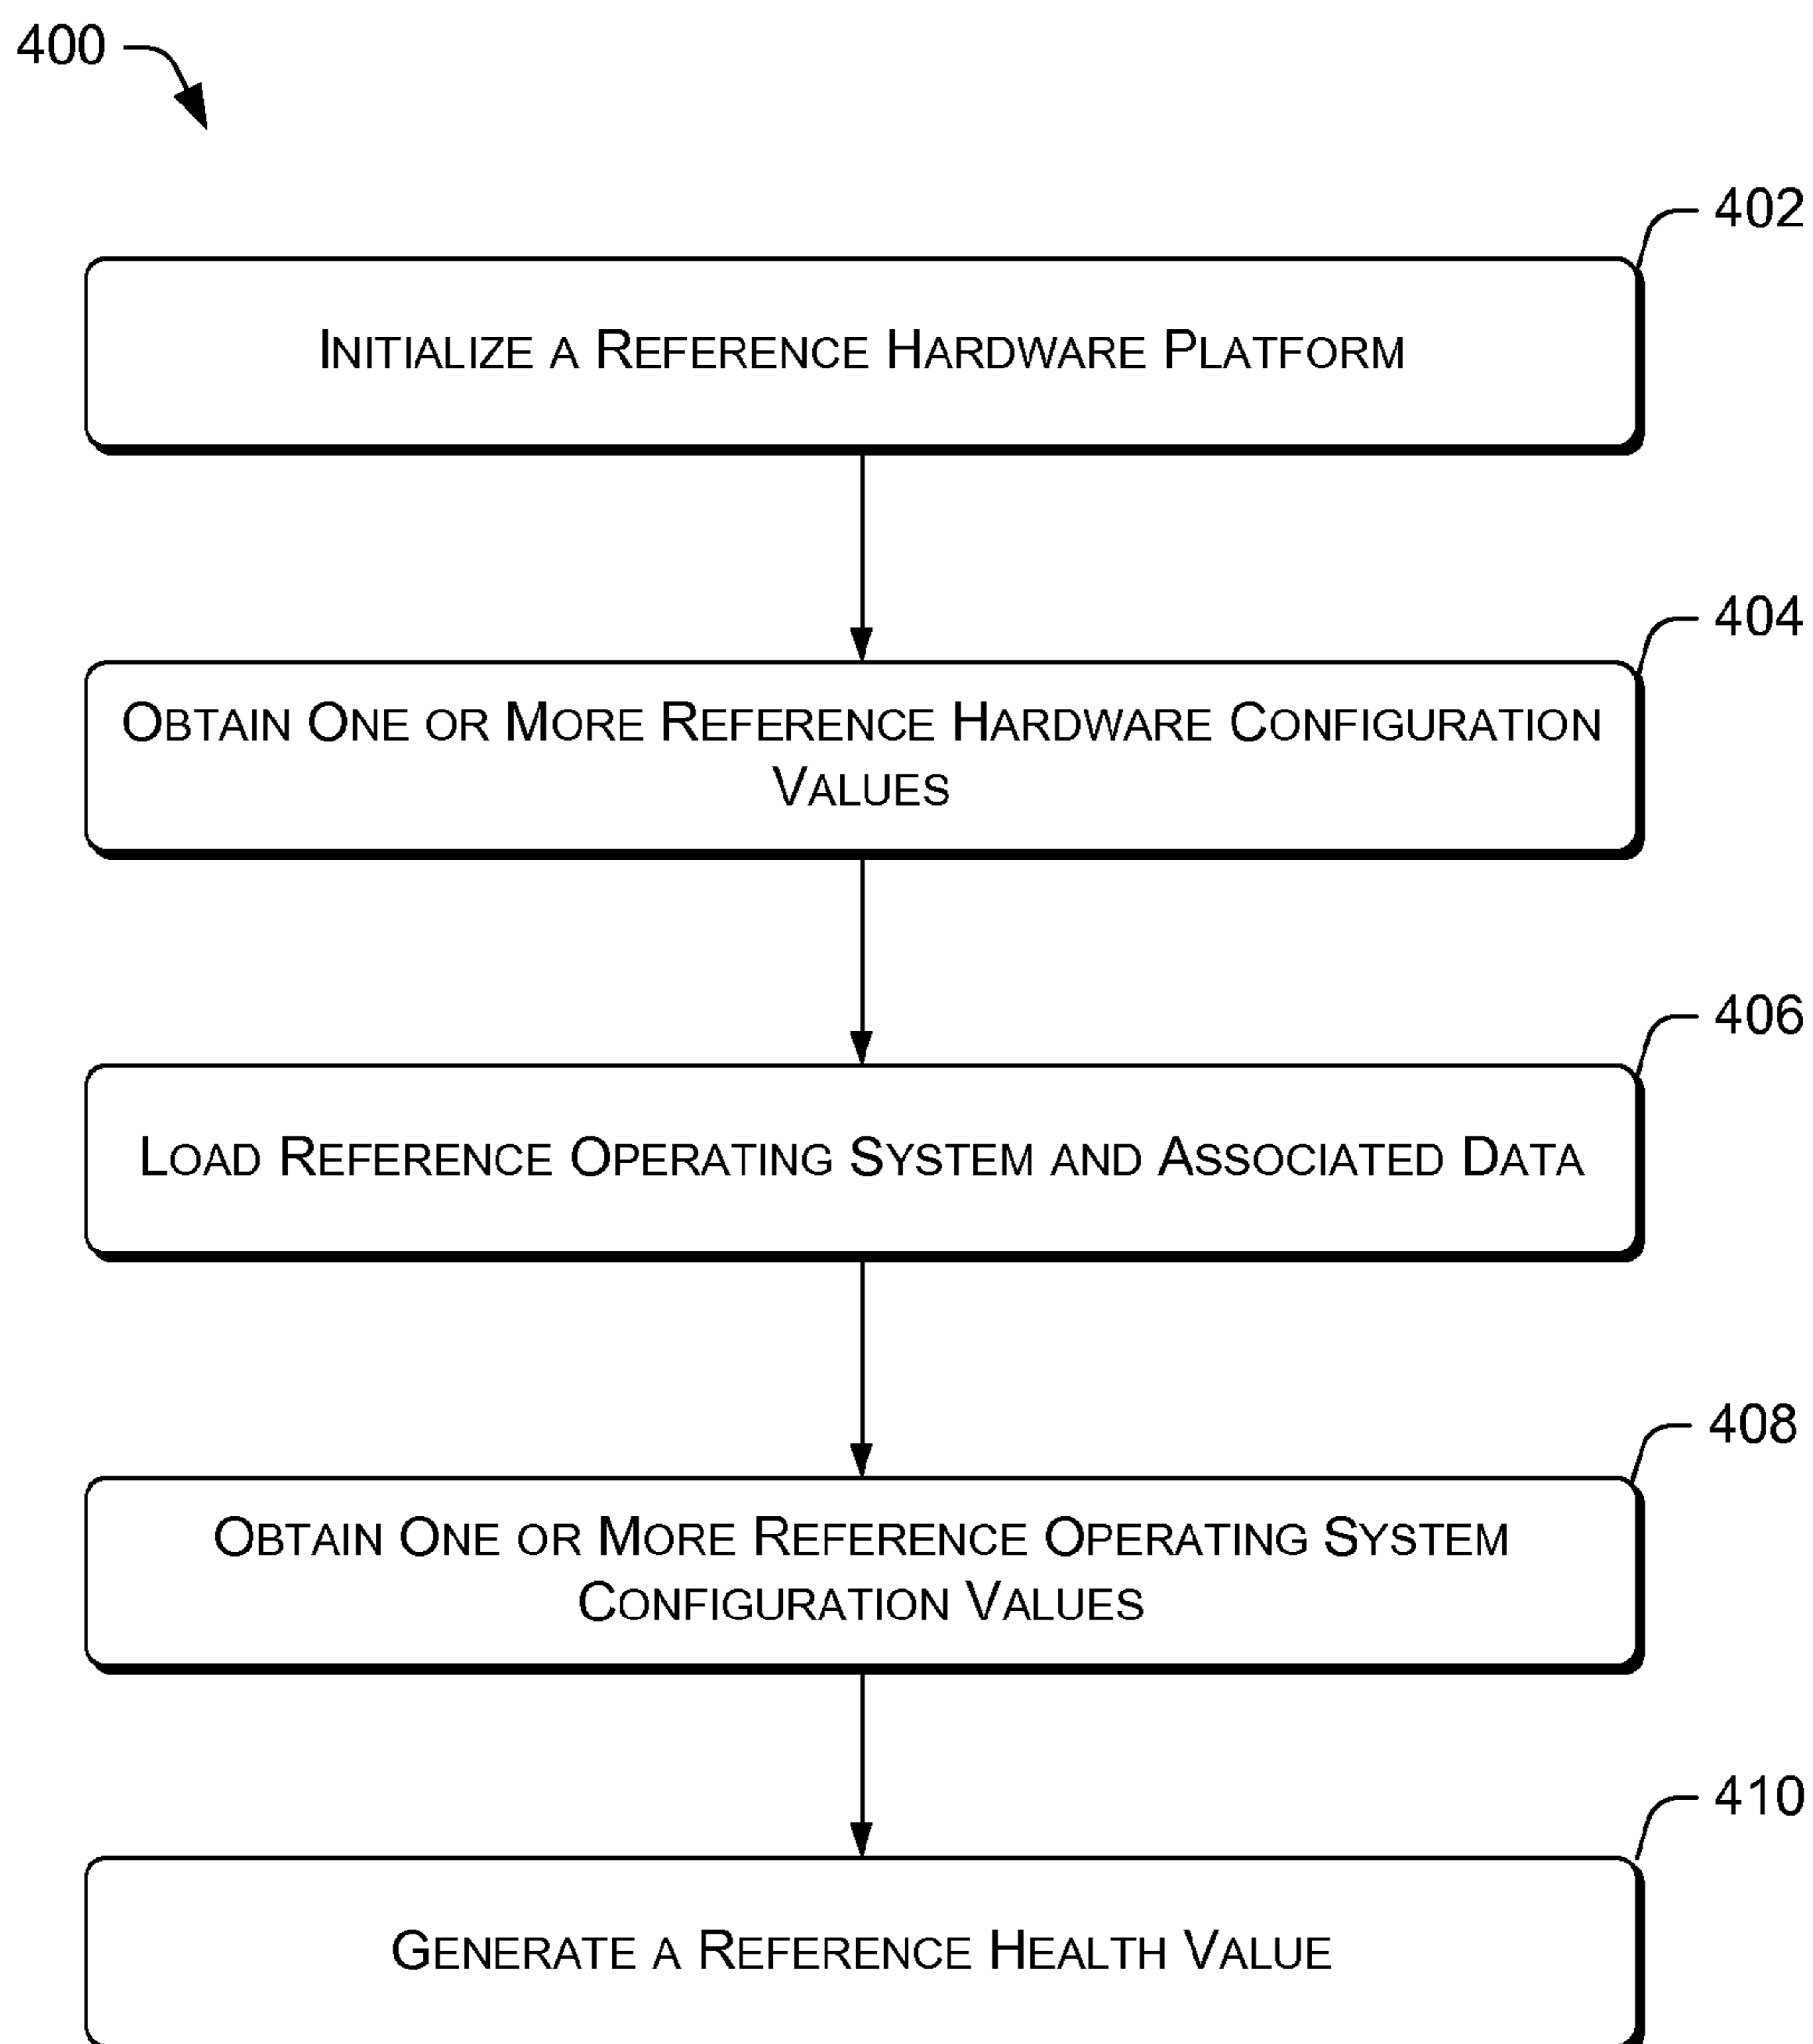 400
402
INITIALIZE A REFERENCE HARDWARE PLATFORM
404
OBTAIN ONE OR MORE REFERENCE HARDWARE CONFIGURATION
VALUES
406
LOAD REFERENCE OPERATING SYSTEM AND ASSOCIATED DATA
408
OBTAIN ONE OR MORE REFERENCE OPERATING SYSTEM
CONFIGURATION VALUES
410
GENERATE A REFERENCE HEALTH VALUE